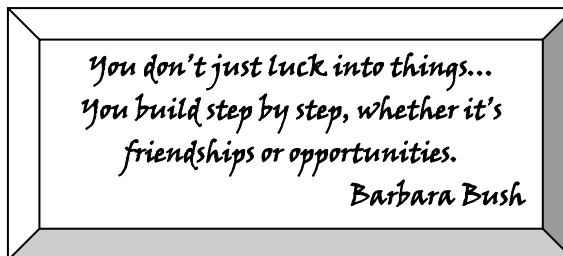 You don't just luck into things...
You build step by step, whether it's
friendships or opportunities.
Barbara Bush